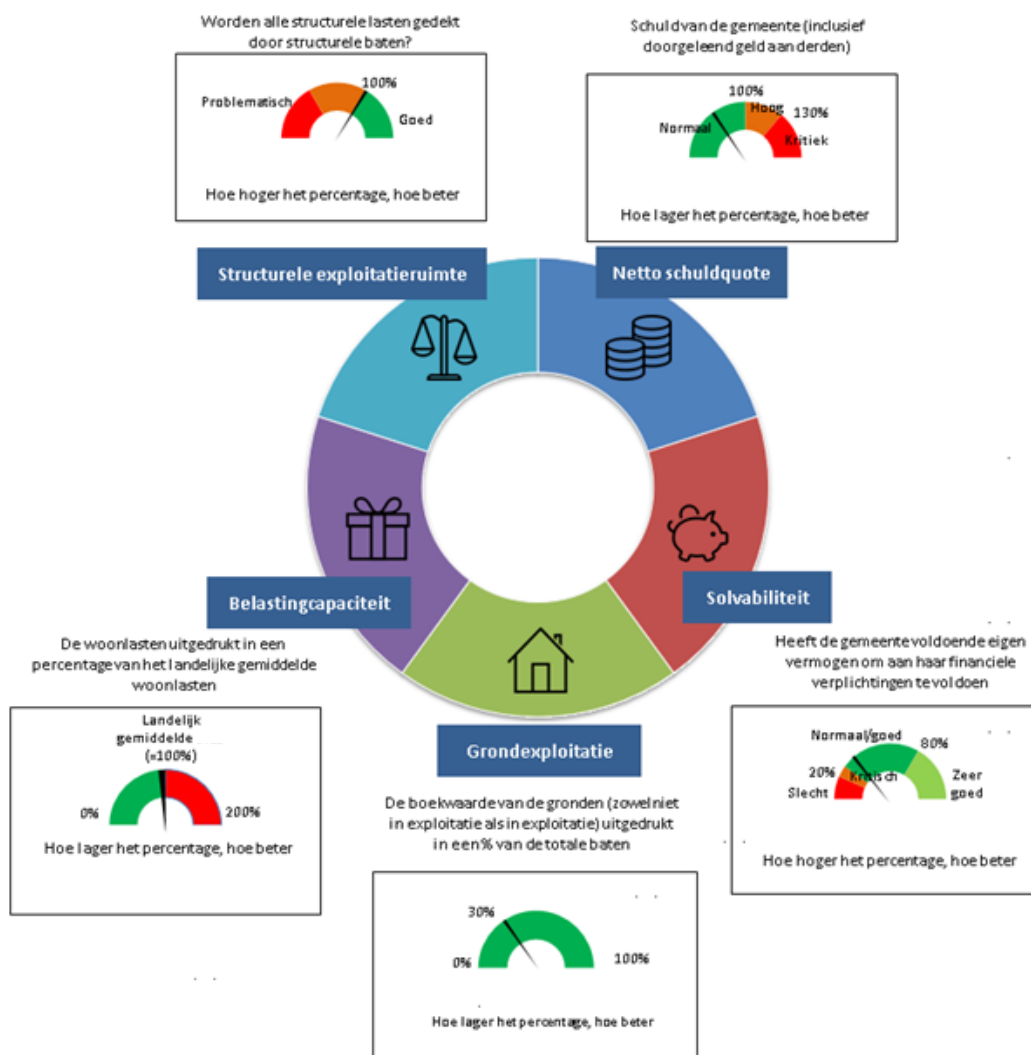 Worden alle structurele lasten gedekt
door structurele baten?
100%
Problematisch
Goed
Hoe hoger het percentage, hoe beter
Schuld van de gemeente (inclusief
doorgeleend geld aan derden)
100%
Hoog
130%
Normaal
Kritiek
Hoe lager het percentage, hoe beter
Structurele exploitatieruimte
Netto schuldquote
Belastingcapaciteit
Solvabiliteit
De woonlasten uitgedrukt in een
percentage van het landelijke gemiddelde
woonlasten
Landelijk
gemiddelde
(=100%)
0%
200%
Hoe lager het percentage, hoe beter
Heeft de gemeente voldoende eigen
vermogen om aan haar financiele
verplichtingen te voldoen
Normaal/goed
80%
20%
Kritisch
Zeer
Slecht
goed
Hoe hoger het percentage, hoe beter
Grondexploitatie
De boekwaarde van de gronden (zowel niet
in exploitatie als in exploitatie) uitgedrukt
in een % van de totale baten
30%
0%
100%
Hoe lager het percentage, hoe beter